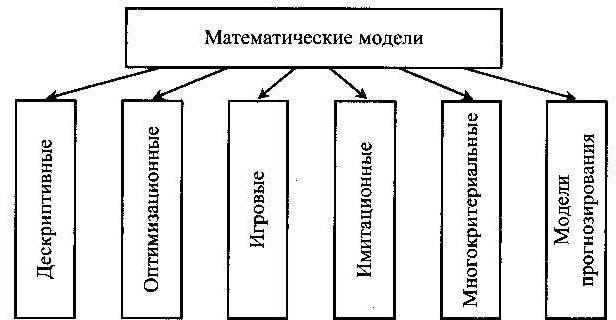 Математические модели
Дескриптивные
Оптимизационные
Игровые
Имитационные
Многокритериальные
Модели
прогнозирования